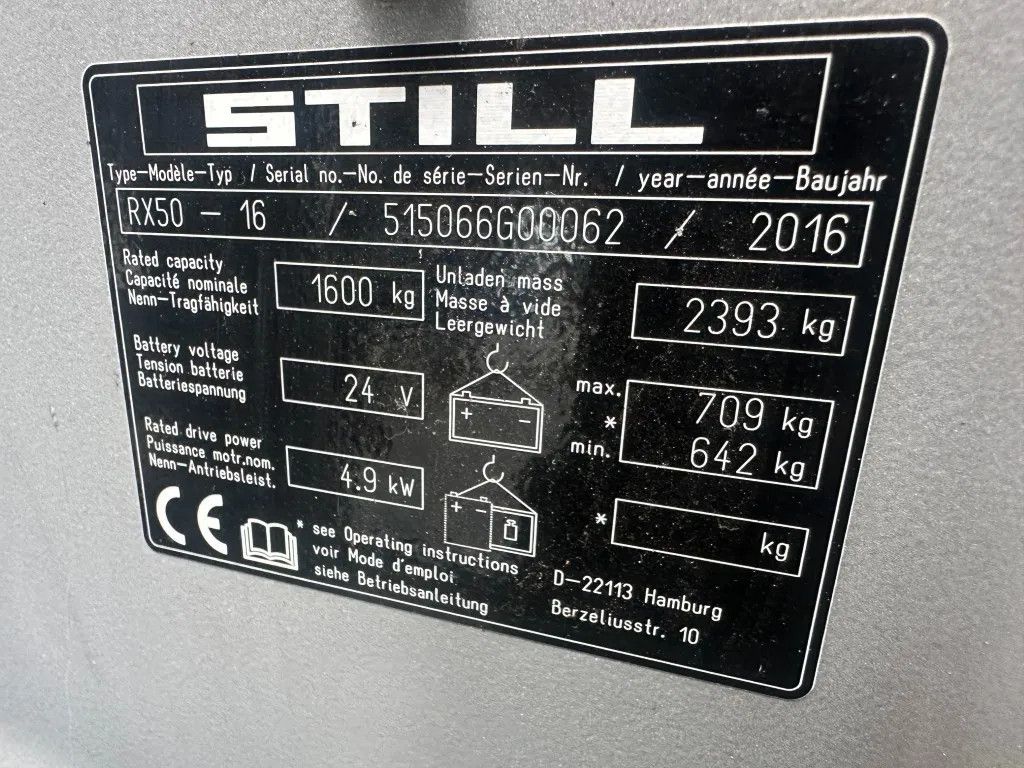 STILL
Type-Modèle-Typ / Serial no.-No. de série-Serien-Nr. / year-année-Baujahr
RX50 - 16 / 515066G00062 / 2016
Rated capacity
Capacité nominale
Nenn-Tragfähigkeit
1600 kg
Unladen mass
Masse à vide
Leergewicht
2393 kg
Battery voltage
Tension batterie
Batteriespannung
24 V
max. 709 kg
*
min. 642 kg
Rated drive power
Puissance motr.nom.
Nenn-Antriebsleist.
4.9 kW
* kg
CE
* see Operating instructions
voir Mode d'emploi
siehe Betriebsanleitung
D-22113 Hamburg
Berzeliusstr. 10